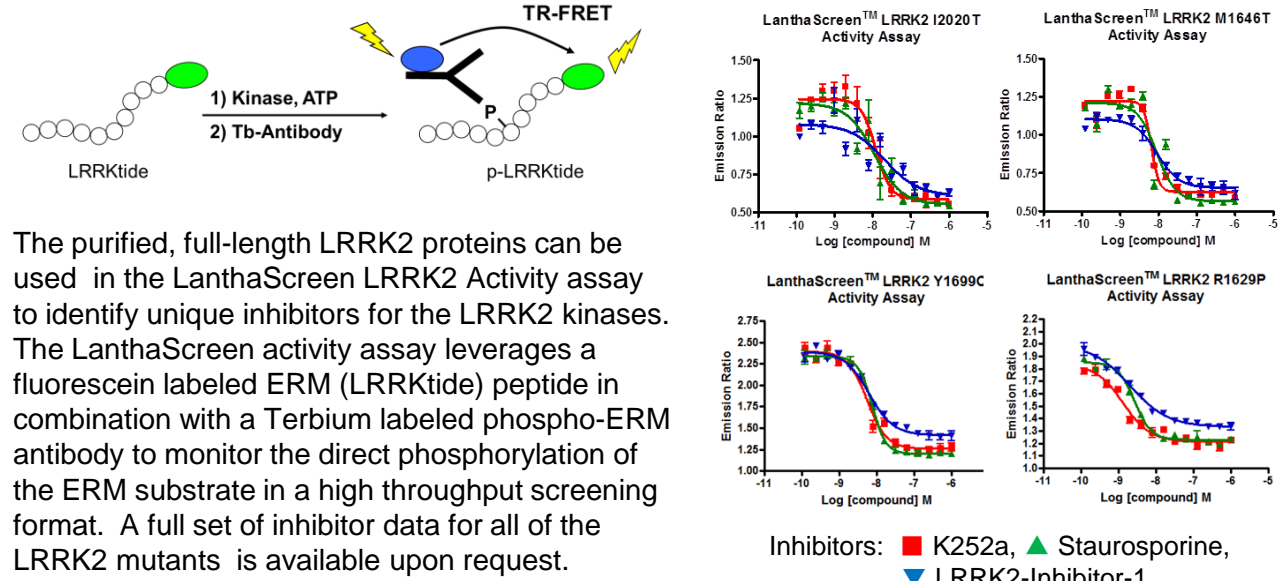 TR-FRET
1) Kinase, ATP
2) Tb-Antibody
P
LRRKtide
p-LRRKtide
The purified, full-length LRRK2 proteins can be
used in the LanthaScreen LRRK2 Activity assay
to identify unique inhibitors for the LRRK2 kinases.
The LanthaScreen activity assay leverages a
fluorescein labeled ERM (LRRKtide) peptide in
combination with a Terbium labeled phospho-ERM
antibody to monitor the direct phosphorylation of
the ERM substrate in a high throughput screening
format. A full set of inhibitor data for all of the
LRRK2 mutants is available upon request.
LanthaScreen™ LRRK2 I2020T
Activity Assay
1.50
1.25
1.00
0.75
0.50
Emission Ratio
-11 -10 -9 -8 -7 -6 -5
Log [compound] M
LanthaScreen™ LRRK2 M1646T
Activity Assay
1.50
1.25
1.00
0.75
0.50
Emission Ratio
-11 -10 -9 -8 -7 -6 -5
Log [compound] M
LanthaScreen™ LRRK2 Y1699C
Activity Assay
2.75
2.50
2.25
2.00
1.75
1.50
1.25
1.00
Emission Ratio
-11 -10 -9 -8 -7 -6 -5
Log [compound] M
LanthaScreen™ LRRK2 R1629P
Activity Assay
2.2
2.1
2.0
1.9
1.8
1.7
1.6
1.5
1.4
1.3
1.2
1.1
1.0
Emission Ratio
-11 -10 -9 -8 -7 -6 -5
Log [compound] M
Inhibitors: K252a, Staurosporine,
LRRK2-Inhibitor-1